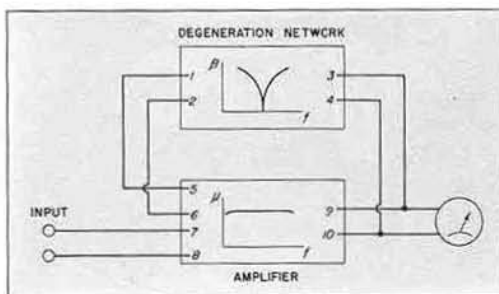 DEGENERATION NETWORK
1 β 3
2 4
f
5 μ 9
6
INPUT 7 10
8 f
AMPLIFIER